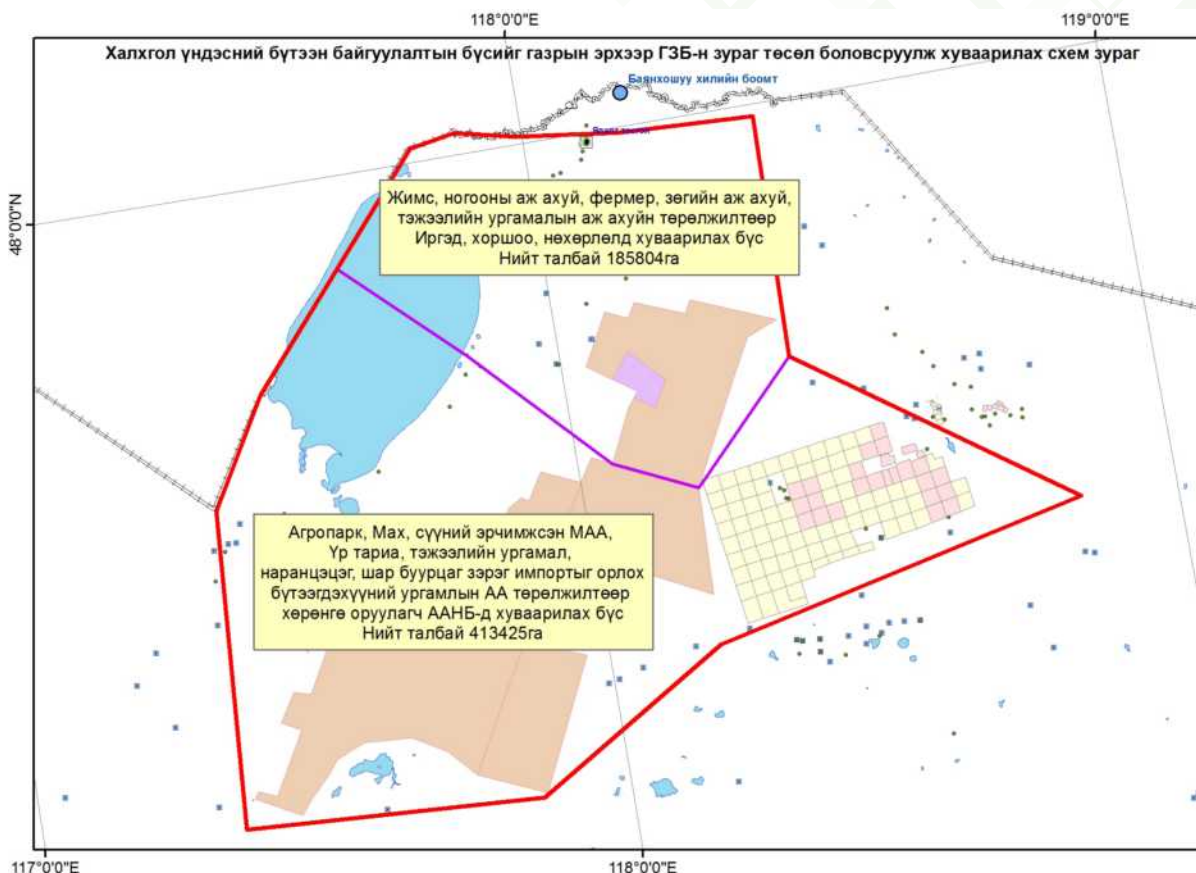 118°0'0"E
119°0'0"E
Халхгол үндэсний бүтээн байгуулалтын бүсийг газрын эрхээр ГЗБ-н зураг төсөл боловсруулж хуваарилах схем зураг
Баянхошуу хилийн боомт
48°0'0"N
Жимс, ногооны аж ахуй, фермер, зөгийн аж ахуй,
тэжээлийн ургамалын аж ахуйн төрөлжилтөөр
Иргэд, хоршоо, нөхөрлөлд хуваарилах бүс
Нийт талбай 185804га
Агропарк, Мах, сүүний эрчимжсэн МАА,
Үр тариа, тэжээлийн ургамал,
наранцэцэг, шар буурцаг зэрэг импортыг орлох
бүтээгдэхүүний ургамлын АА төрөлжилтөөр
хөрөнгө оруулагч ААНБ-д хуваарилах бүс
Нийт талбай 413425га
117°0'0"E
118°0'0"E